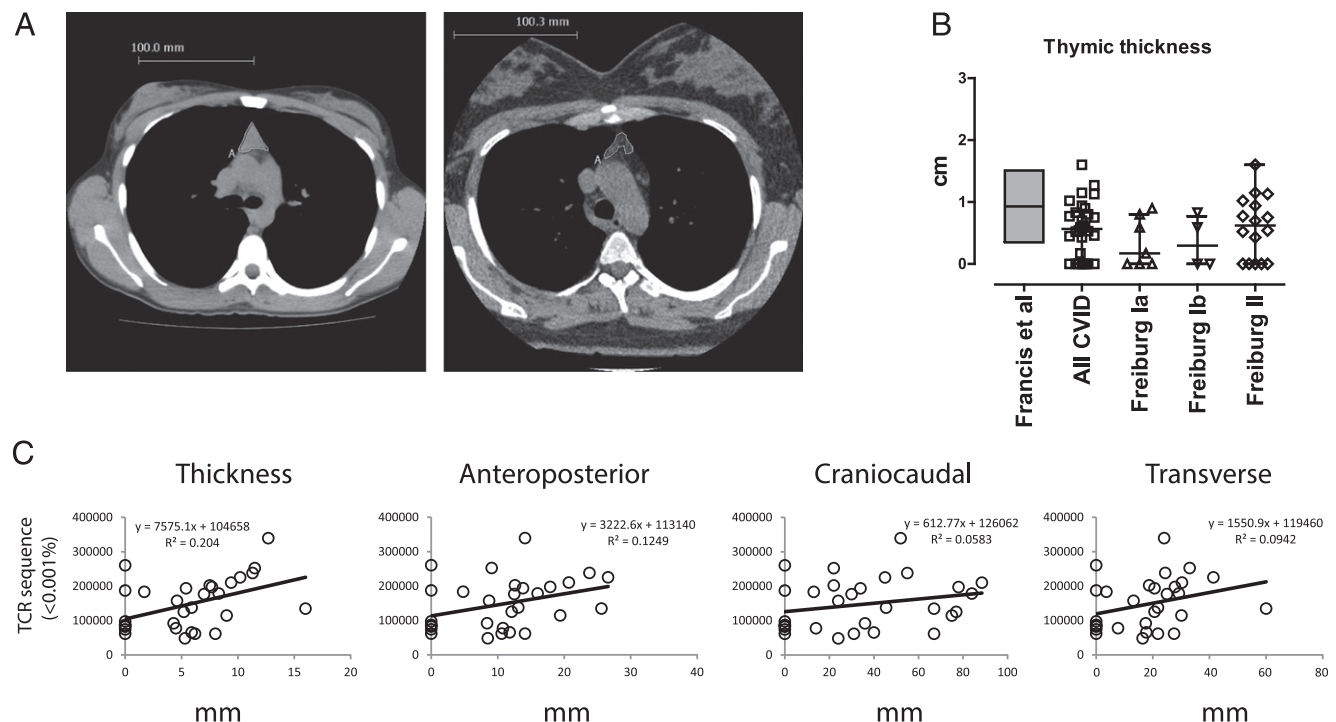 A
100.0 mm
A
100.3 mm
A
B
Thymic thickness
cm
3
2
1
0
Francis et al
All CVID
Freiburg Ia
Freiburg Ib
Freiburg II
C
TCR sequence
(<0.001%)
Thickness
y = 7575.1x + 104658
R² = 0.204
400000
300000
200000
100000
0
0 5 10 15 20
mm
Anteroposterior
y = 3222.6x + 113140
R² = 0.1249
400000
300000
200000
100000
0
0 10 20 30 40
mm
Craniocaudal
y = 612.77x + 126062
R² = 0.0583
400000
300000
200000
100000
0
0 20 40 60 80 100
mm
Transverse
y = 1550.9x + 119460
R² = 0.0942
400000
300000
200000
100000
0
0 20 40 60 80
mm